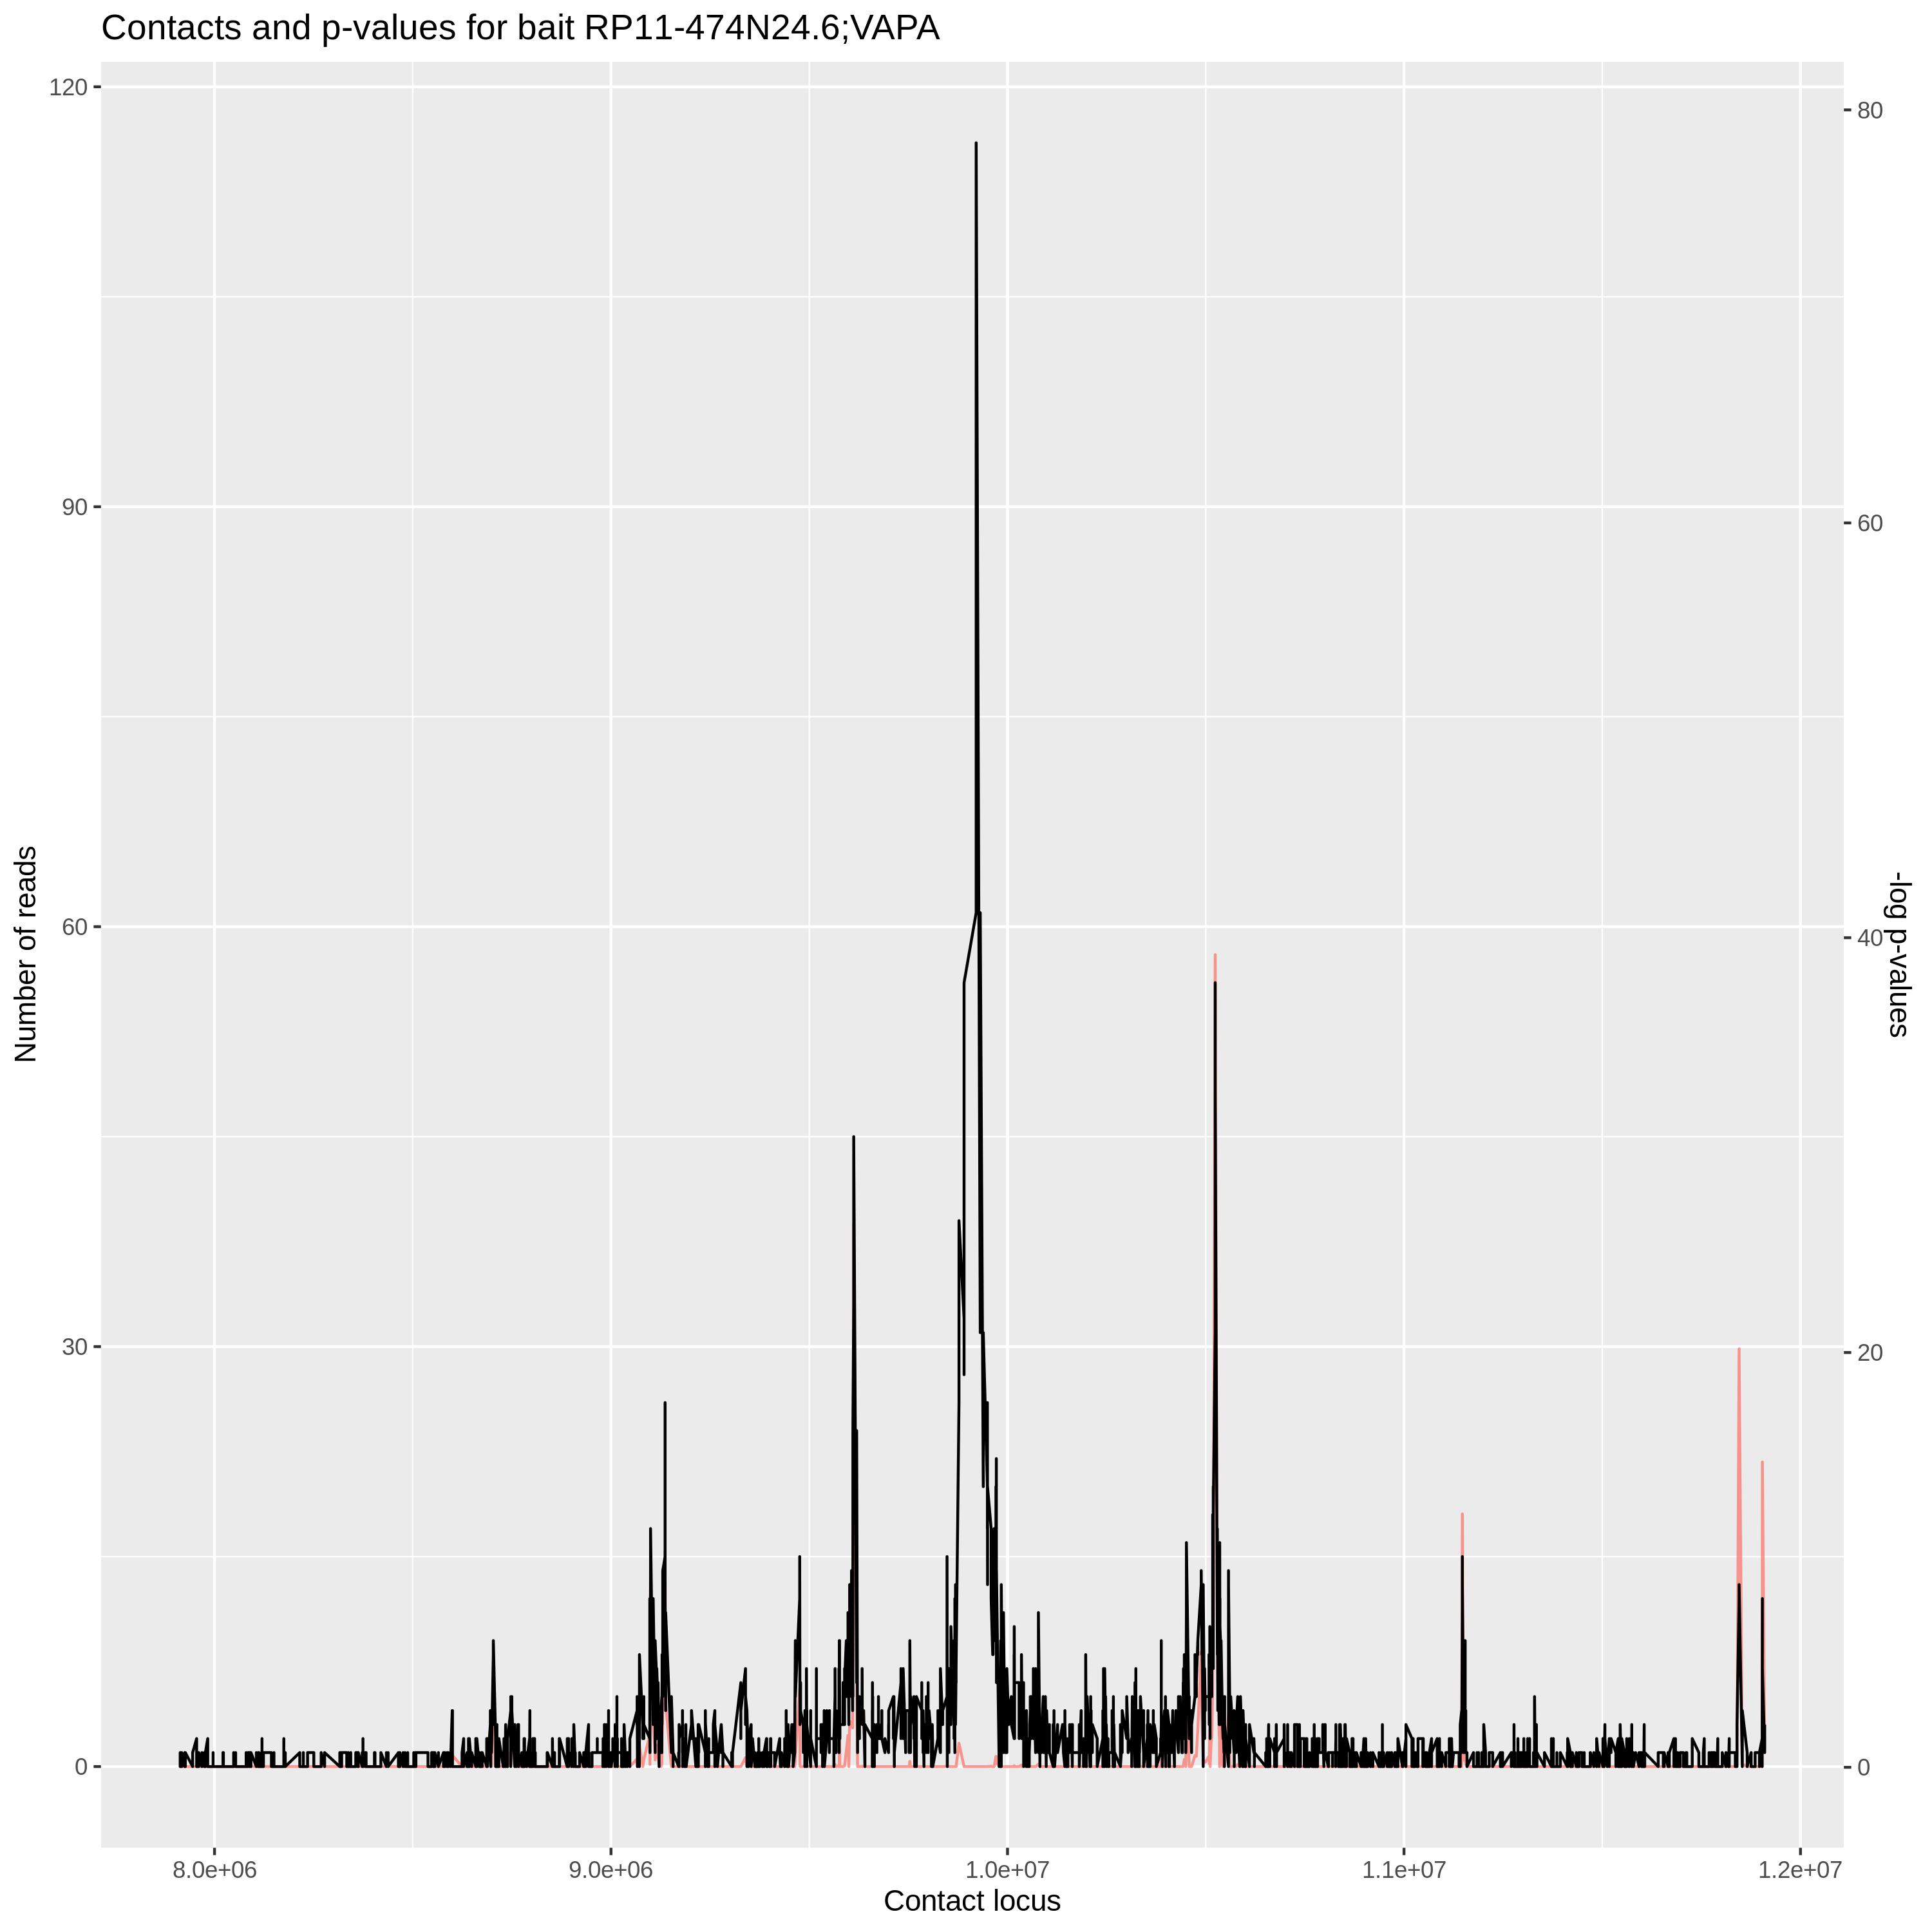 Contacts and p-values for bait RP11-474N24.6;VAPA
120
90
60
30
0
Number of reads
80
60
40
20
0
-log p-values
8.0e+06
9.0e+06
1.0e+07
1.1e+07
1.2e+07
Contact locus